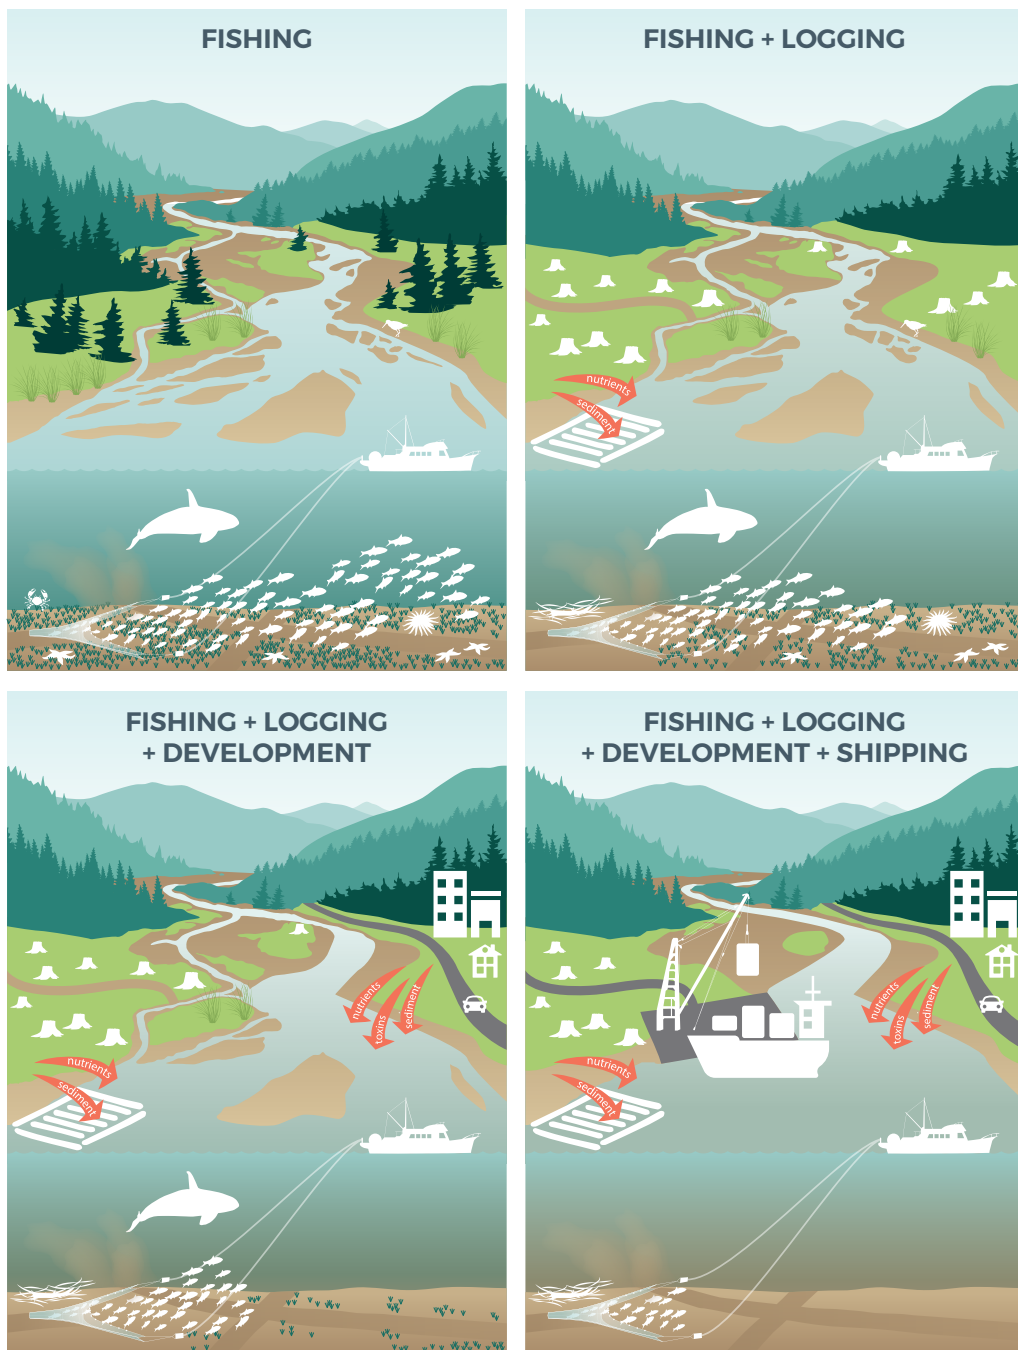 FISHING
FISHING + LOGGING
nutrients
sediment
FISHING + LOGGING
+ DEVELOPMENT
nutrients
toxins
sediment
nutrients
sediment
FISHING + LOGGING
+ DEVELOPMENT + SHIPPING
nutrients
toxins
sediment
nutrients
sediment